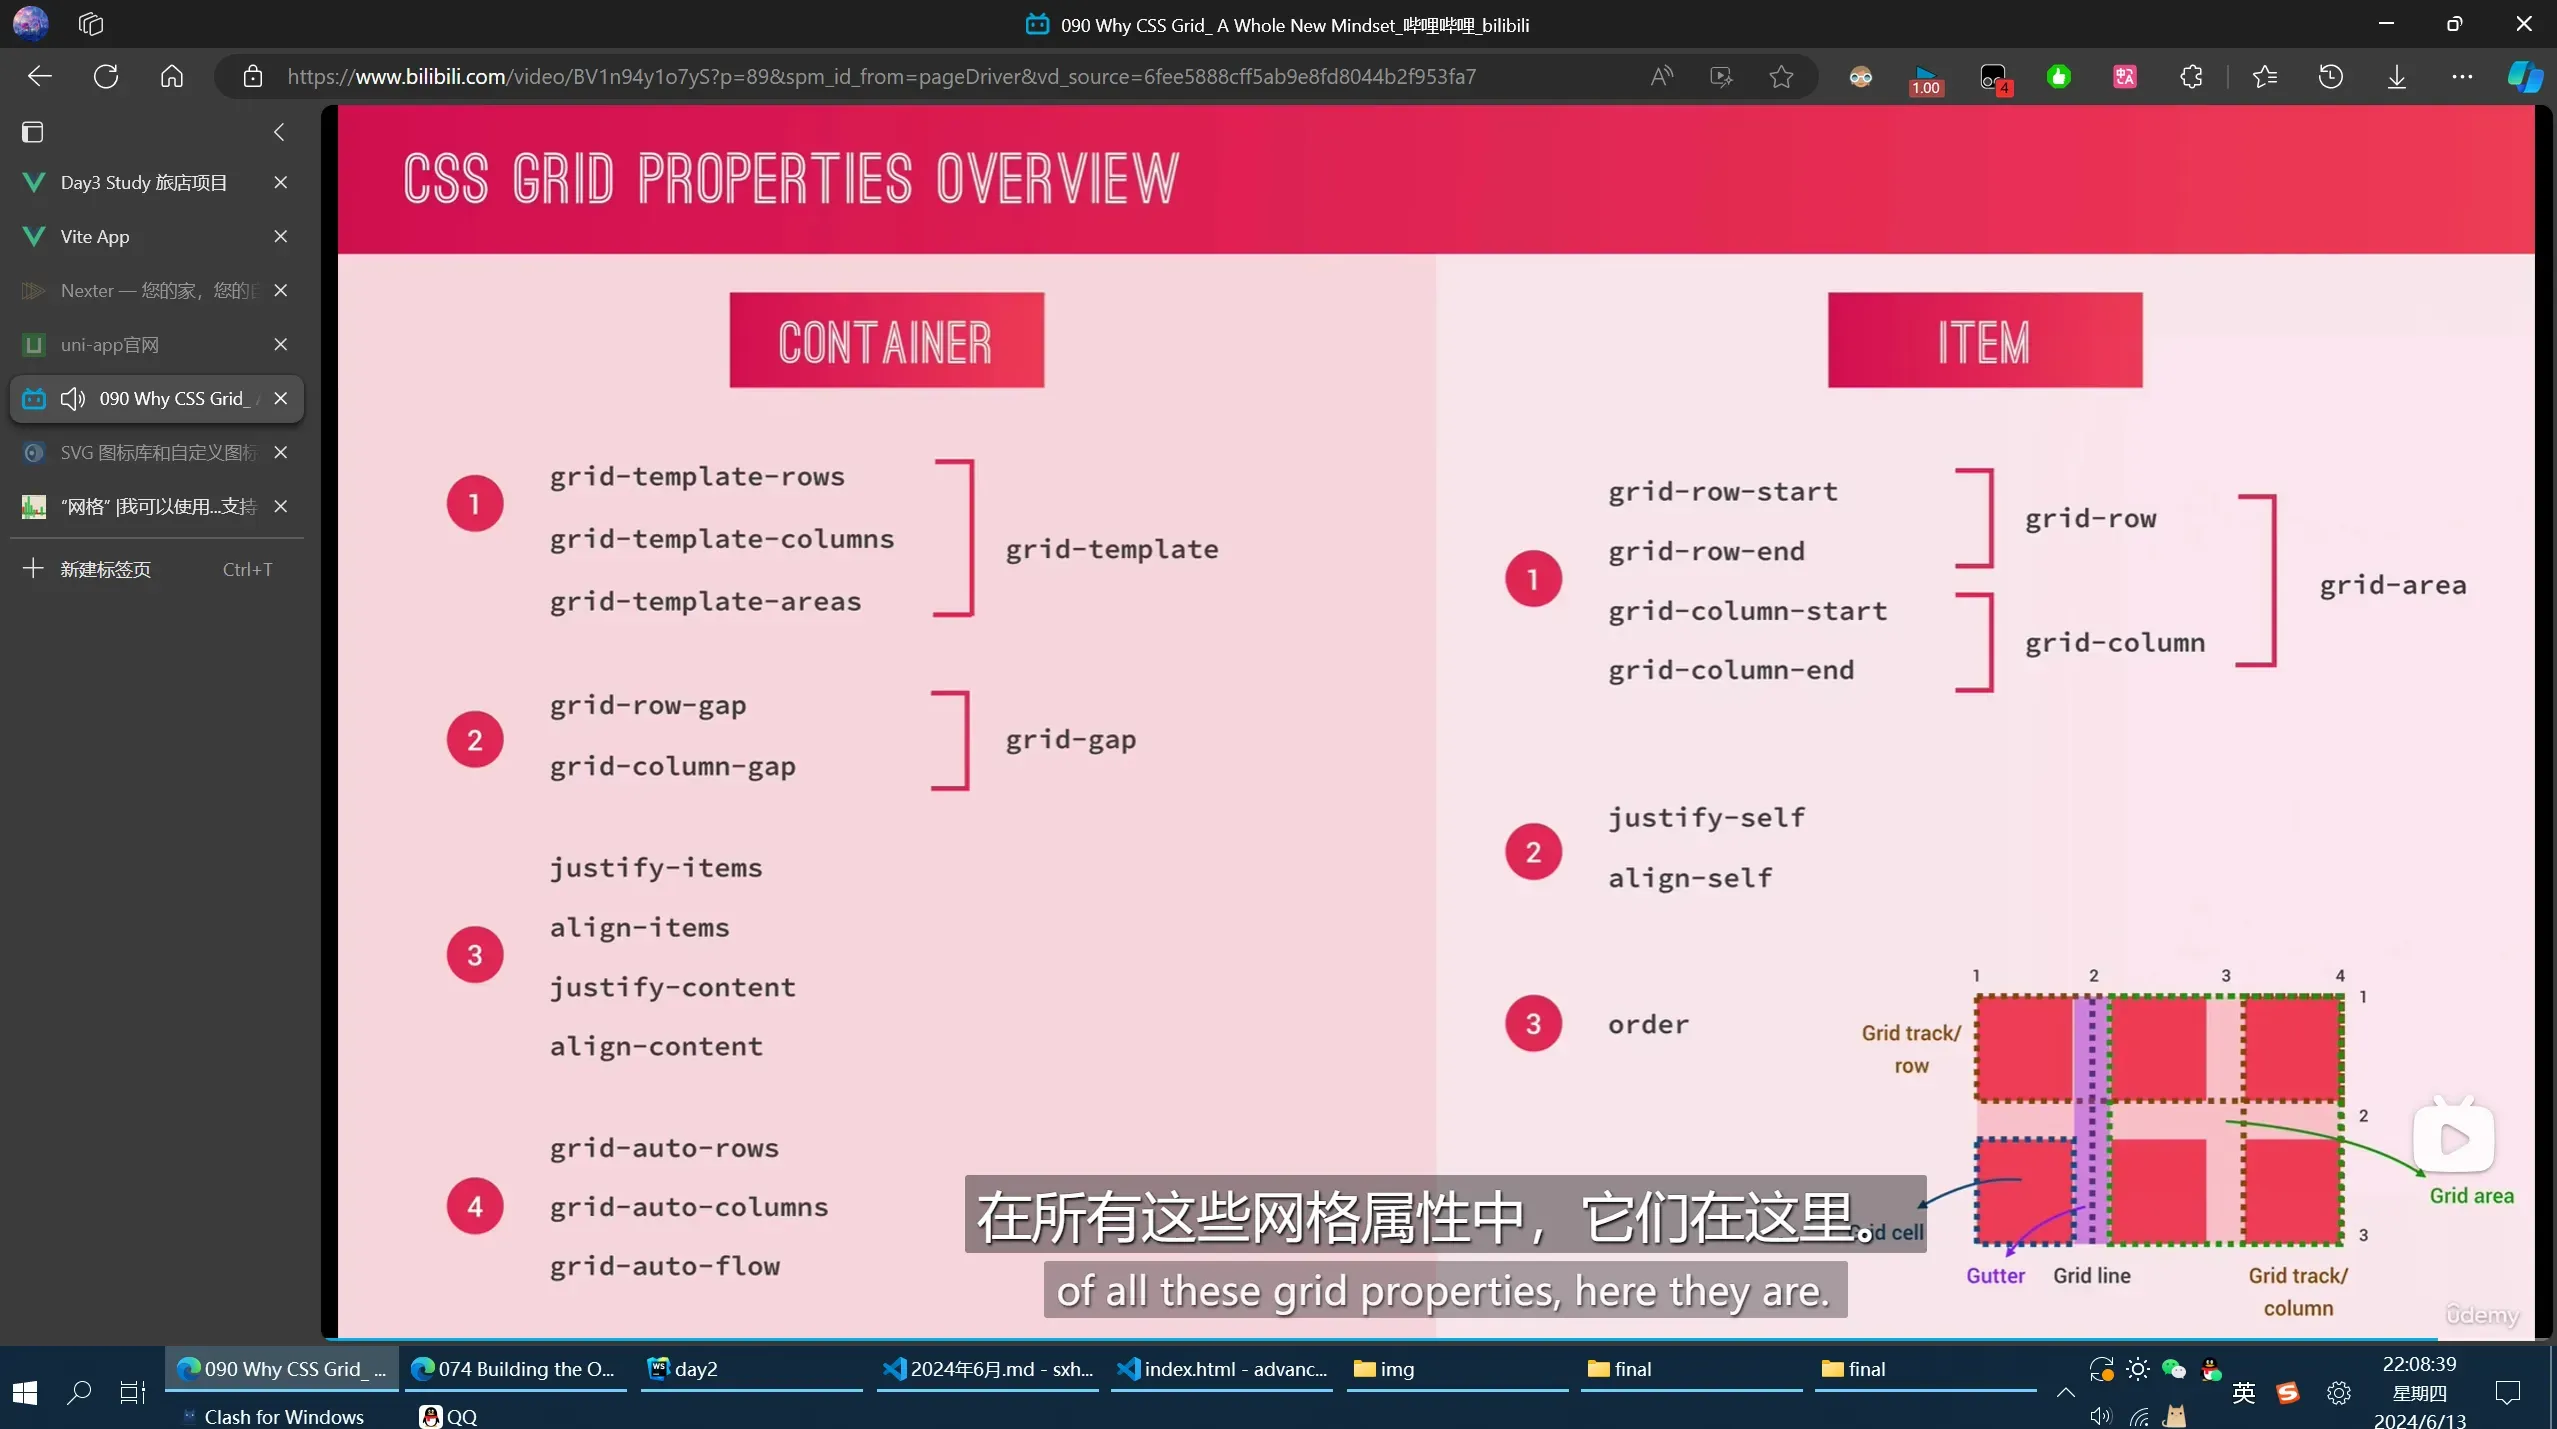 090 Why CSS Grid_ A Whole New Mindset_哔哩哔哩_bilibili
https://www.bilibili.com/video/BV1n94y1o7yS?p=89&spm_id_from=pageDriver&vd_source=6fee5888cff5ab9e8fd8044b2f953fa7
1.00
4
Day3 Study 旅店项目
Vite App
Nexter — 您的家，您的
uni-app官网
090 Why CSS Grid_
SVG 图标库和自定义图标
“网格” |我可以使用...支持
新建标签页 Ctrl+T
CSS GRID PROPERTIES OVERVIEW
CONTAINER
1
grid-template-rows
grid-template-columns
grid-template-areas
grid-template
2
grid-row-gap
grid-column-gap
grid-gap
3
justify-items
align-items
justify-content
align-content
4
grid-auto-rows
grid-auto-columns
grid-auto-flow
ITEM
1
grid-row-start
grid-row-end
grid-column-start
grid-column-end
grid-row
grid-column
grid-area
2
justify-self
align-self
3
order
1 2 3 4
1
2
3
Grid track/
row
Grid area
cell
Gutter
Grid line
Grid track/
column
在所有这些网格属性中，它们在这里。
of all these grid properties, here they are.
ûdemy
090 Why CSS Grid_ ...
074 Building the O...
day2
2024年6月.md - sxh...
index.html - advanc...
img
final
final
Clash for Windows
QQ
英
22:08:39
星期四
2024/6/13